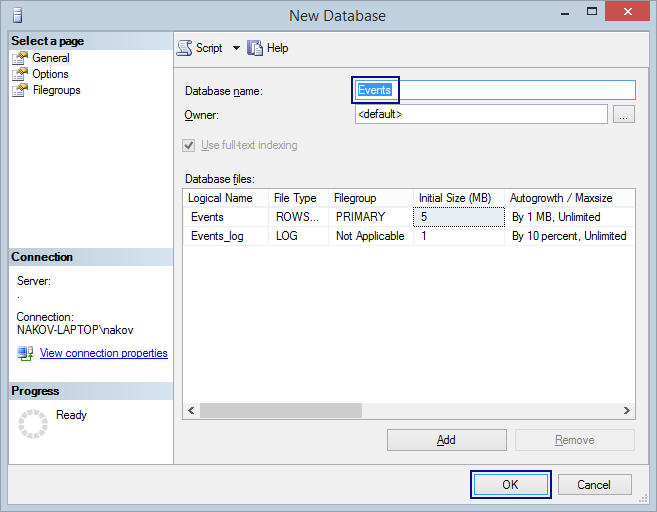 New Database
Select a page
General
Options
Filegroups
Script
Help
Database name: Events
Owner: <default> ...
Use full-text indexing
Database files:
Logical Name File Type Filegroup Initial Size (MB) Autogrowth / Maxsize
Events ROWS... PRIMARY 5 By 1 MB, Unlimited
Events_log LOG Not Applicable 1 By 10 percent, Unlimited
Connection
Server:
.
Connection:
NAKOV-LAPTOP\nakov
View connection properties
Progress
Ready
Add Remove
OK Cancel